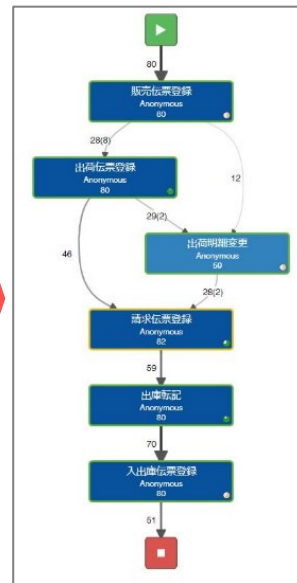 80
販売伝票登録
Anonymous
80
28(8)
12
出荷伝票登録
Anonymous
80
29(2)
46
出荷明細変更
Anonymous
50
28(2)
請求伝票登録
Anonymous
82
59
出庫転記
Anonymous
80
70
入出庫伝票登録
Anonymous
80
51